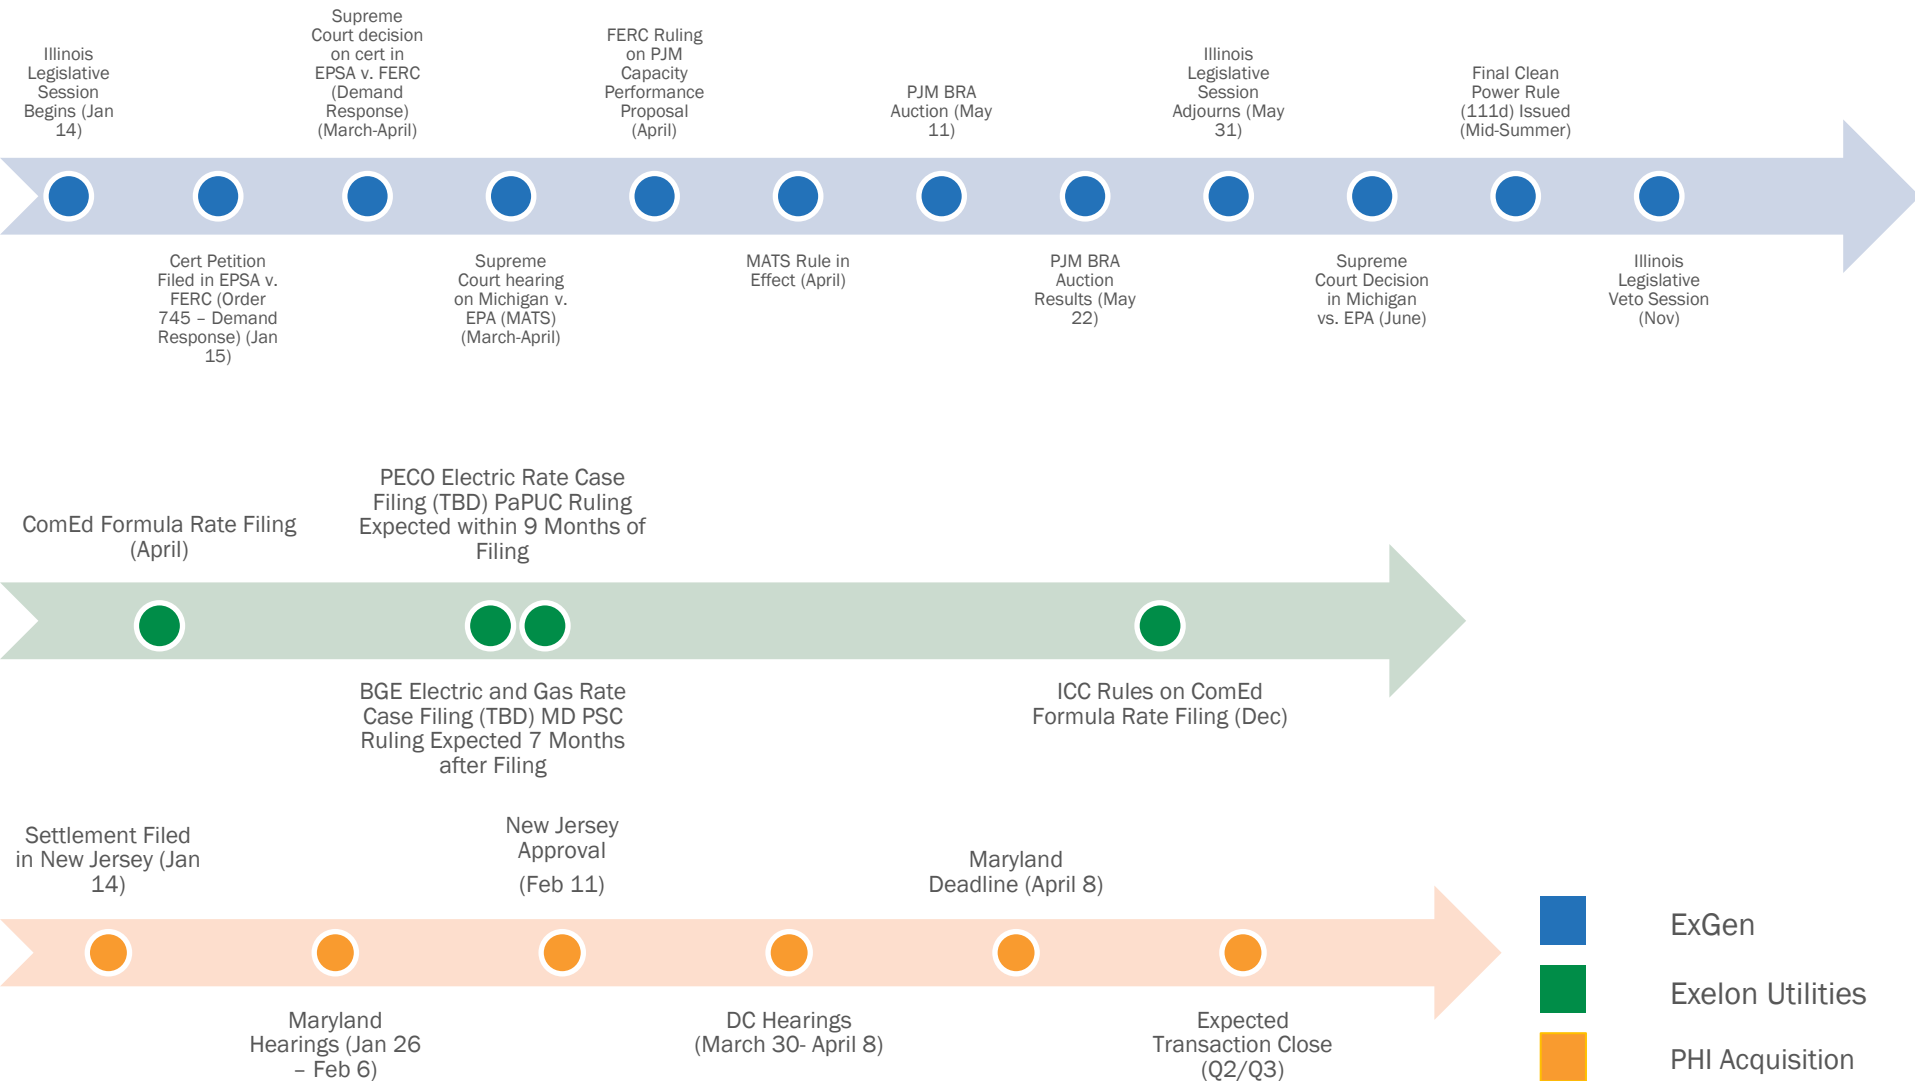 Illinois
Legislative
Session
Begins (Jan
14)
Supreme
Court decision
on cert in
EPSA v. FERC
(Demand
Response)
(March-April)
FERC Ruling
on PJM
Capacity
Performance
Proposal
(April)
PJM BRA
Auction (May
11)
Illinois
Legislative
Session
Adjourns (May
31)
Final Clean
Power Rule
(111d) Issued
(Mid-Summer)
Cert Petition
Filed in EPSA v.
FERC (Order
745 – Demand
Response) (Jan
15)
Supreme
Court hearing
on Michigan v.
EPA (MATS)
(March-April)
MATS Rule in
Effect (April)
PJM BRA
Auction
Results (May
22)
Supreme
Court Decision
in Michigan
vs. EPA (June)
Illinois
Legislative
Veto Session
(Nov)
ComEd Formula Rate Filing
(April)
PECO Electric Rate Case
Filing (TBD) PaPUC Ruling
Expected within 9 Months of
Filing
BGE Electric and Gas Rate
Case Filing (TBD) MD PSC
Ruling Expected 7 Months
after Filing
ICC Rules on ComEd
Formula Rate Filing (Dec)
Settlement Filed
in New Jersey (Jan
14)
New Jersey
Approval
(Feb 11)
Maryland
Deadline (April 8)
Maryland
Hearings (Jan 26
– Feb 6)
DC Hearings
(March 30- April 8)
Expected
Transaction Close
(Q2/Q3)
ExGen
Exelon Utilities
PHI Acquisition